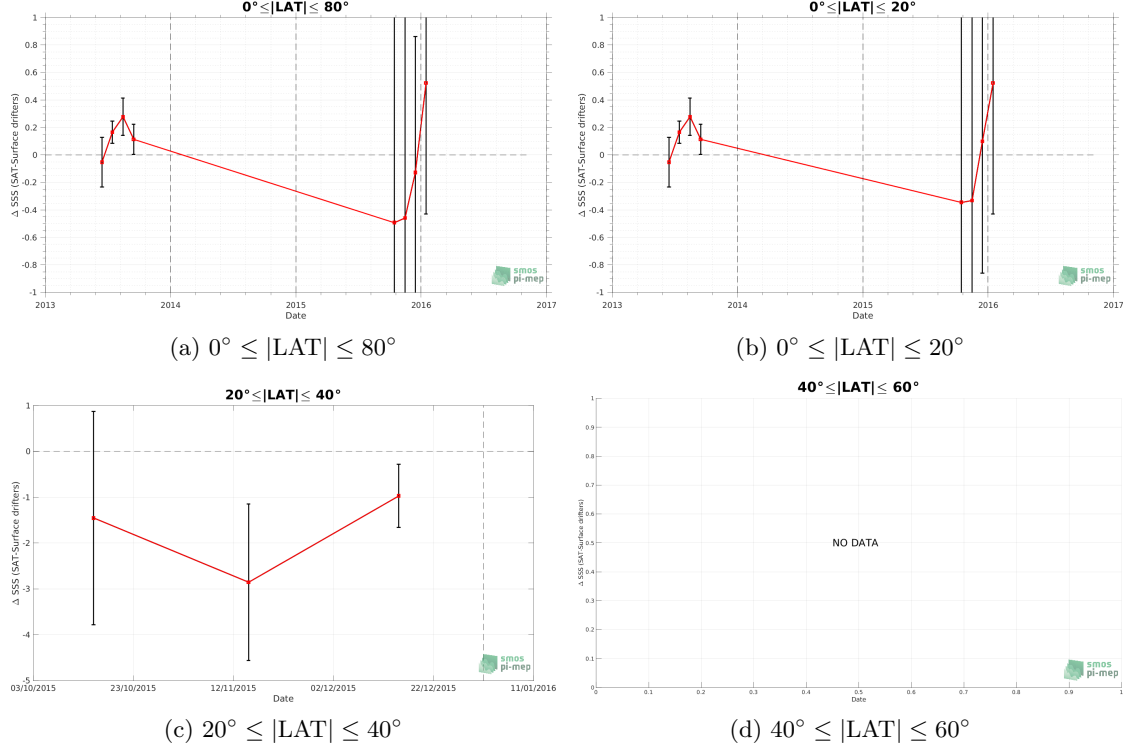 0°≤|LAT|≤ 80°
1
0.8
0.6
0.4
0.2
0
-0.2
-0.4
-0.6
-0.8
-1
Δ SSS (SAT-Surface drifters)
2013 2014 2015 2016 2017
Date
smos
pi-mep
(a) 0° ≤ |LAT| ≤ 80°
0°≤|LAT|≤ 20°
1
0.8
0.6
0.4
0.2
0
-0.2
-0.4
-0.6
-0.8
-1
Δ SSS (SAT-Surface drifters)
2013 2014 2015 2016 2017
Date
smos
pi-mep
(b) 0° ≤ |LAT| ≤ 20°
20°≤|LAT|≤ 40°
1
0
-1
-2
-3
-4
-5
Δ SSS (SAT-Surface drifters)
03/10/2015 23/10/2015 12/11/2015 02/12/2015 22/12/2015 11/01/2016
Date
smos
pi-mep
(c) 20° ≤ |LAT| ≤ 40°
40°≤|LAT|≤ 60°
1
0.9
0.8
0.7
0.6
0.5
0.4
0.3
0.2
0.1
0
Δ SSS (SAT-Surface drifters)
NO DATA
0 0.1 0.2 0.3 0.4 0.5 0.6 0.7 0.8 0.9 1
Date
smos
pi-mep
(d) 40° ≤ |LAT| ≤ 60°